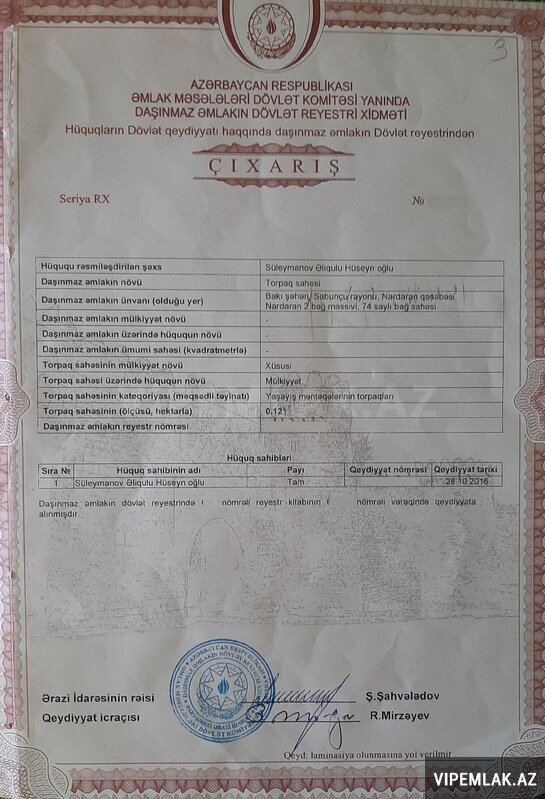 3
AZƏRBAYCAN RESPUBLİKASI
ƏMLAK MƏSƏLƏLƏRİ DÖVLƏT KOMİTƏSİ YANINDA
DAŞINMAZ ƏMLAKIN DÖVLƏT REYESTRİ XİDMƏTİ
Hüquqların Dövlət qeydiyyatı haqqında daşınmaz əmlakın Dövlət reyestrindən
ÇIXARIŞ
Seriya RX №
Hüququ rəsmiləşdirilən şəxs Süleymanov Əliqulu Hüseyn oğlu
Daşınmaz əmlakın növü Torpaq sahəsi
Daşınmaz əmlakın ünvanı (olduğu yer) Bakı şəhəri, Sabunçu rayonu, Nardaran qəsəbəsi,
Nardaran 2 bağ massivi, 74 saylı bağ sahəsi
Daşınmaz əmlakın mülkiyyət növü -
Daşınmaz əmlakın üzərində hüququn növü -
Daşınmaz əmlakın ümumi sahəsi (kvadratmetrlə) -
Torpaq sahəsinin mülkiyyət növü Xüsusi
Torpaq sahəsi üzərində hüququn növü Mülkiyyət
Torpaq sahəsinin kateqoriyası (məqsədli təyinatı) Yaşayış məntəqələrinin torpaqları
Torpaq sahəsinin (ölçüsü, hektarla) 0,121
Daşınmaz əmlakın reyestr nömrəsi
Hüquq sahibləri
Sıra № Hüquq sahibinin adı Payı Qeydiyyat nömrəsi Qeydiyyat tarixi
1 Süleymanov Əliqulu Hüseyn oğlu Tam 28.10.2016
Daşınmaz əmlakın dövlət reyestrində nömrəli reyestr kitabının nömrəli vərəqində qeydiyyata
alınmışdır.
Ərazi İdarəsinin rəisi Ş.Şahvələdov
Qeydiyyat icraçısı R.Mirzəyev
Qeyd: laminasiya olunmasına yol verilmir
VIPEMLAK.AZ